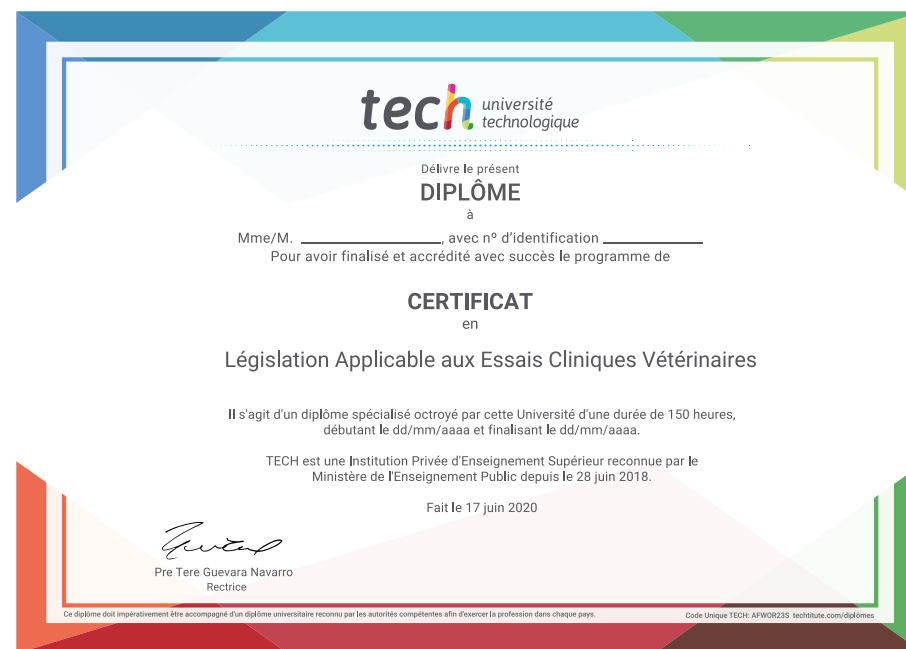 tech université
technologique
Délivre le présent
DIPLÔME
à
Mme/M. ____________________, avec nº d'identification ______________
Pour avoir finalisé et accrédité avec succès le programme de
CERTIFICAT
en
Législation Applicable aux Essais Cliniques Vétérinaires
Il s'agit d'un diplôme spécialisé octroyé par cette Université d'une durée de 150 heures,
débutant le dd/mm/aaaa et finalisant le dd/mm/aaaa.
TECH est une Institution Privée d'Enseignement Supérieur reconnue par le
Ministère de l'Enseignement Public depuis le 28 juin 2018.
Fait le 17 juin 2020
Pre Tere Guevara Navarro
Rectrice
Ce diplôme doit impérativement être accompagné d'un diplôme universitaire reconnu par les autorités compétentes afin d'exercer la profession dans chaque pays.
Code Unique TECH: AFWOR23S techtitute.com/diplômes